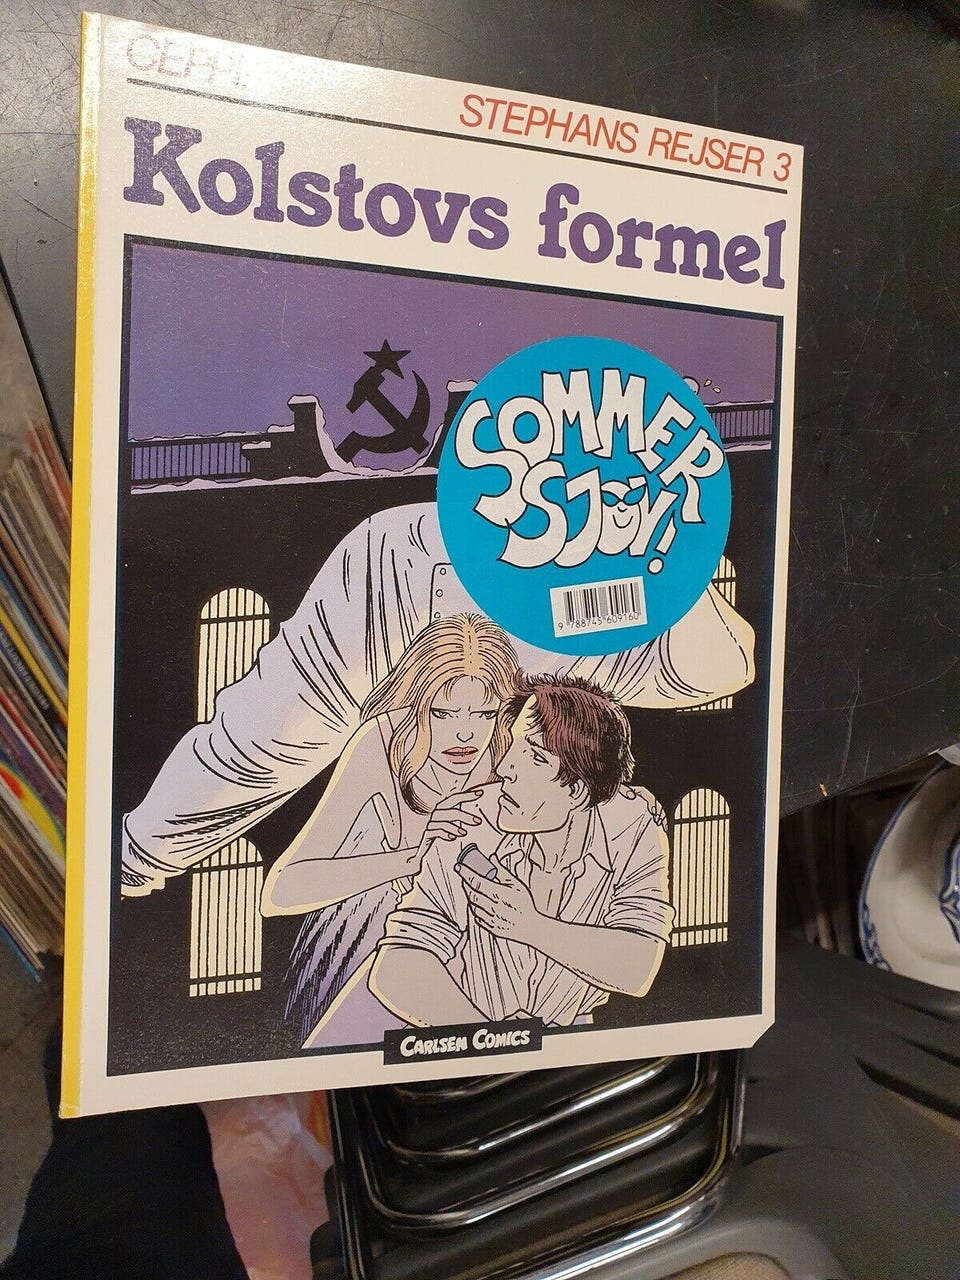 CEPPI
STEPHANS REJSER 3
Kolstovs formel
SOMMER
SJOV!
9 788745 609160
CARLSEN COMICS